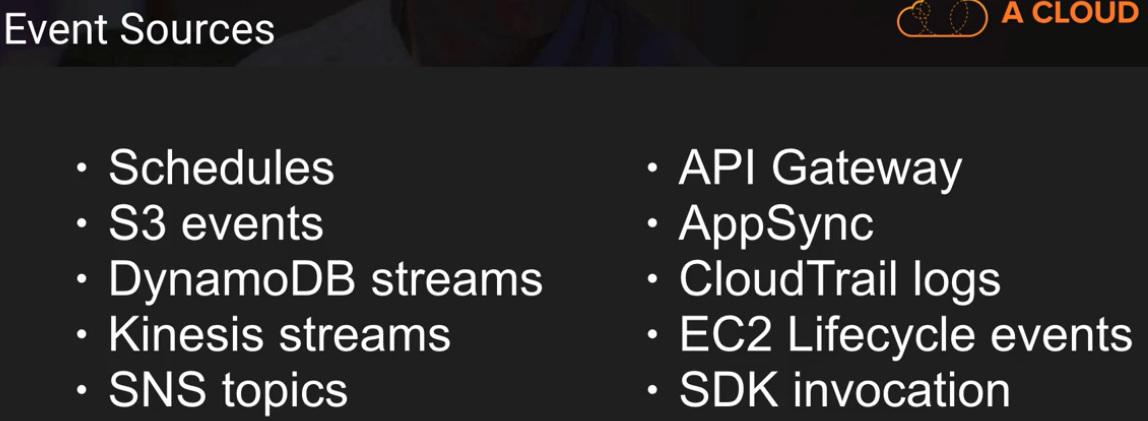 Event Sources
A CLOUD
• Schedules
• S3 events
• DynamoDB streams
• Kinesis streams
• SNS topics
• API Gateway
• AppSync
• CloudTrail logs
• EC2 Lifecycle events
• SDK invocation